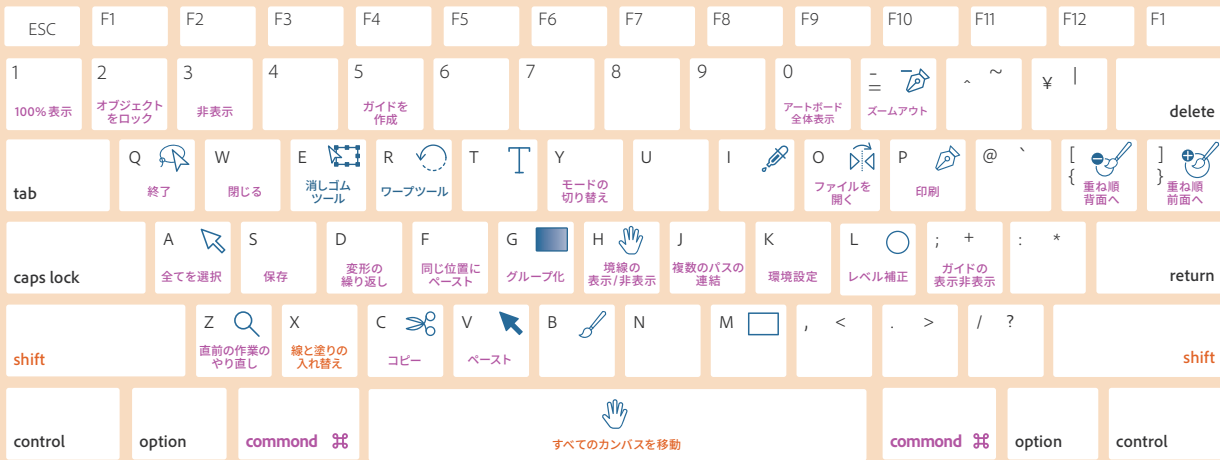 ESC F1 F2 F3 F4 F5 F6 F7 F8 F9 F10 F11 F12 F1
1 2 3 4 5 6 7 8 9 0 - = ^ ~ ¥ |
100% 表示 オブジェクト をロック 非表示 ガイドを 作成 アートボード 全体表示 ズームアウト delete
Q W E R T Y U I O P @ ` [ { ] }
tab 終了 閉じる 消しゴム ツール ワープツール モードの 切り替え ファイルを 開く 印刷 重ね順 背面へ 重ね順 前面へ
A S D F G H J K L ; + : *
caps lock 全てを選択 保存 変形の 繰り返し 同じ位置に ペースト グループ化 境線の 表示/非表示 複数のパスの 連結 環境設定 レベル補正 ガイドの 表示非表示 return
Z X C V B N M , < . > / ?
shift 直前の作業の やり直し 線と塗りの 入れ替え コピー ペースト shift
control option commond ⌘ すべてのカンバスを移動 commond ⌘ option control